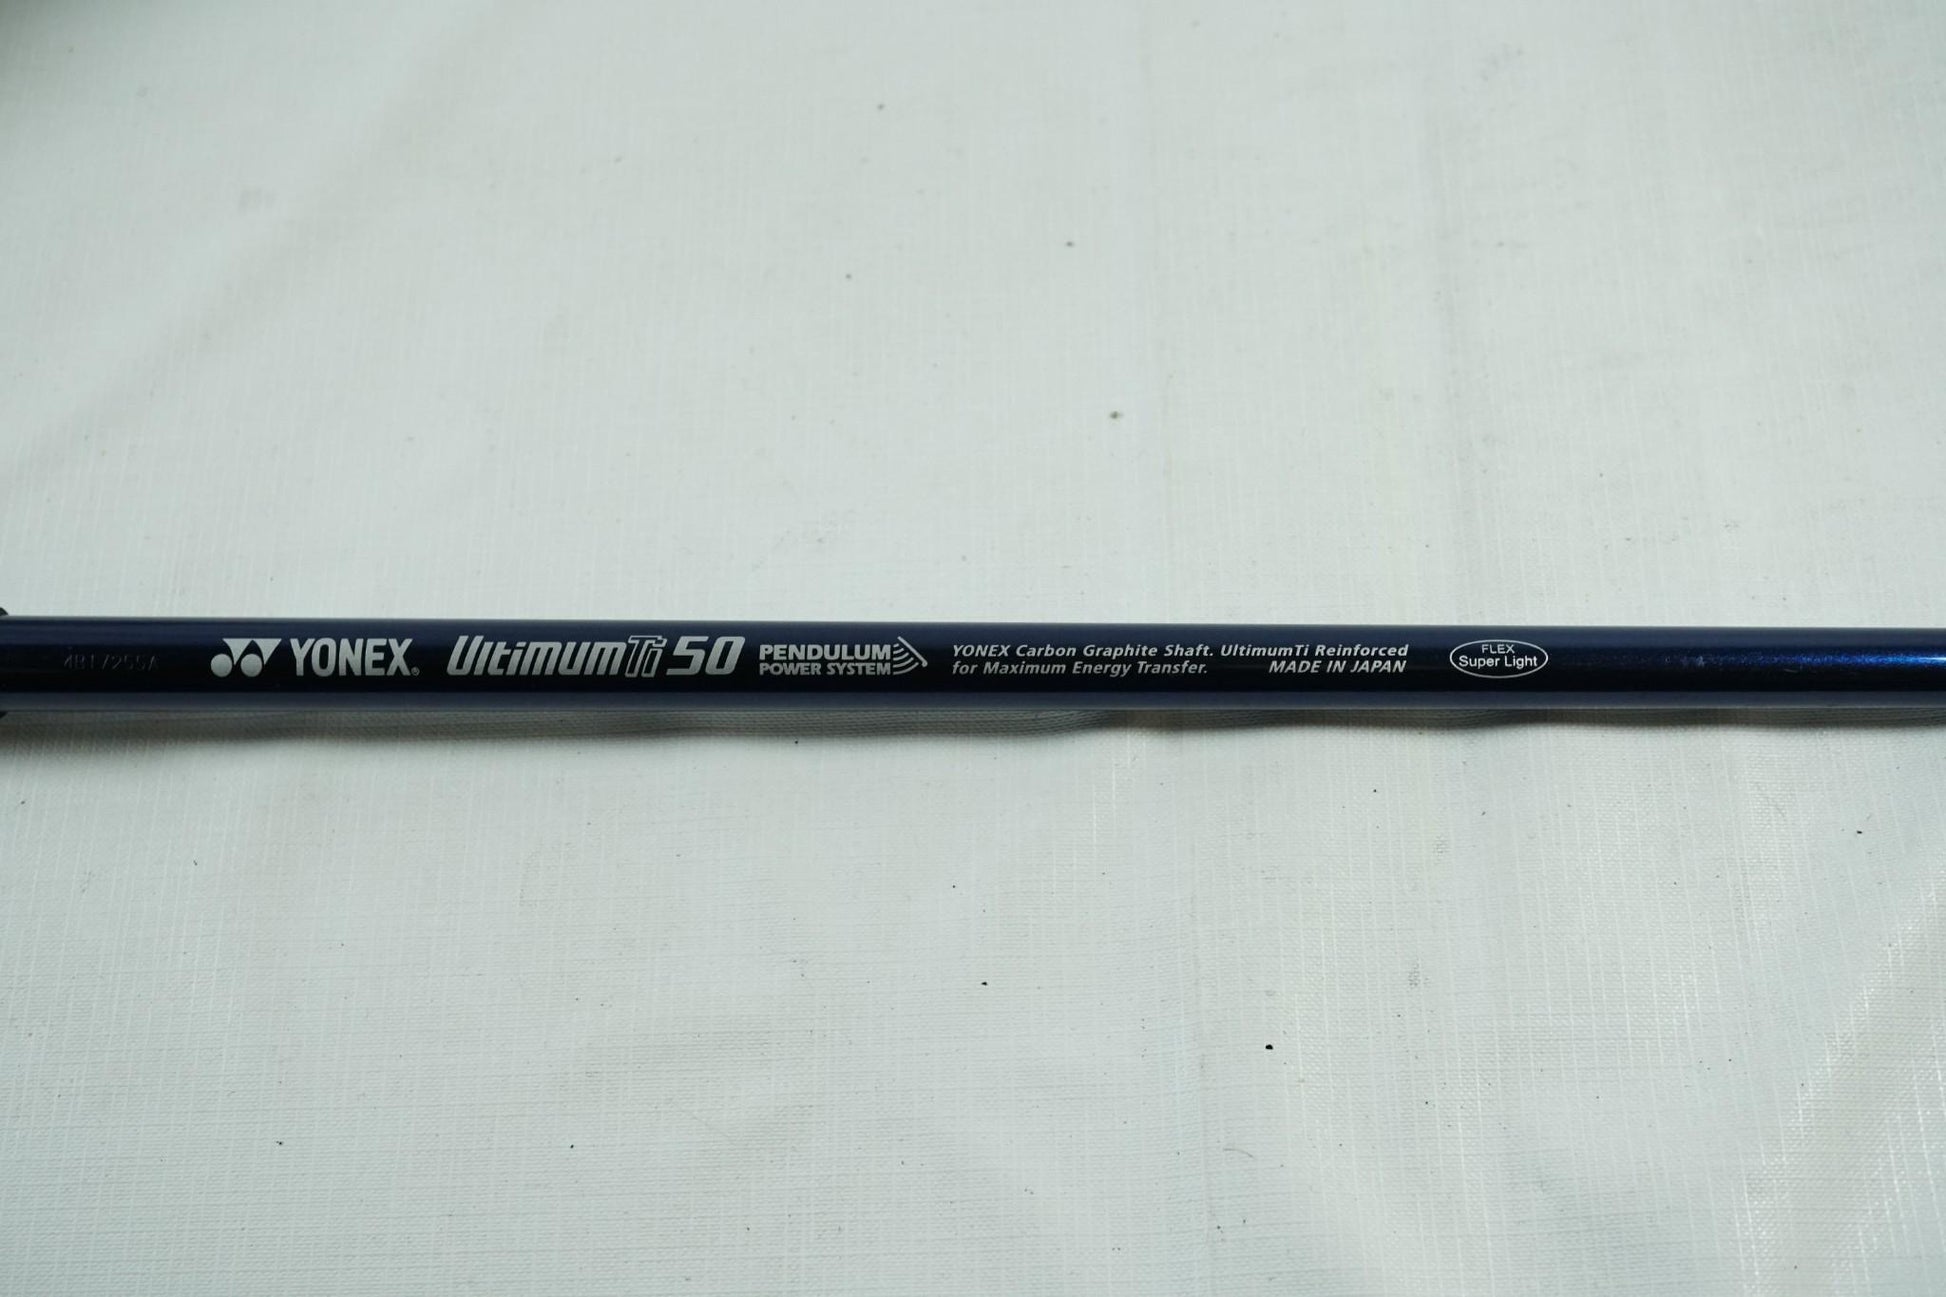 YONEX® UltimumTi 50
PENDULUM
POWER SYSTEM
YONEX Carbon Graphite Shaft. UltimumTi Reinforced
for Maximum Energy Transfer. MADE IN JAPAN
FLEX
Super Light